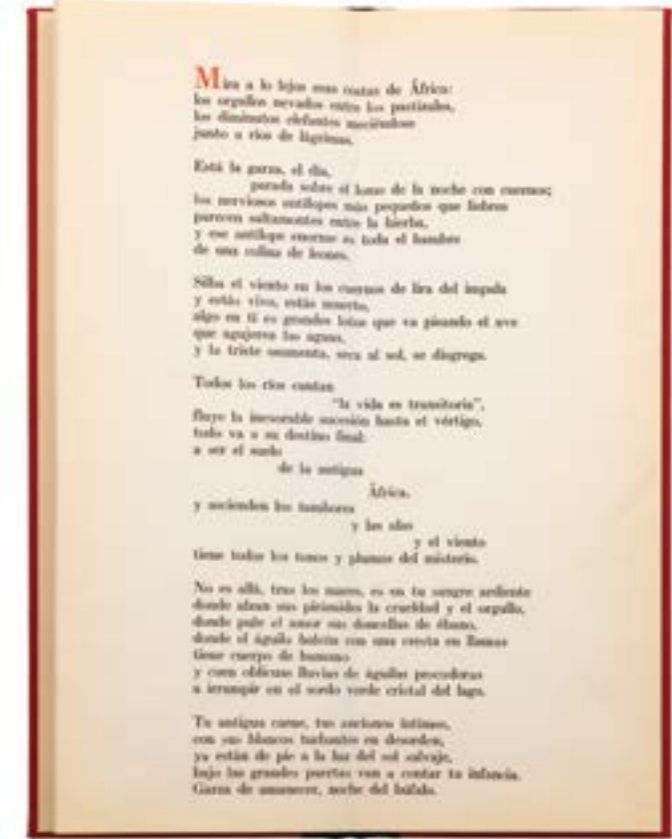 Mira a lo lejos esas costas de África:
los orgullos nevados entre los pastizales,
los diminutos elefantes meciéndose
junto a ríos de lágrimas.
Está la garza, el día,
parada sobre el lomo de la noche con cuernos;
los nerviosos antílopes más pequeños que liebres
parecen saltamontes entre la hierba,
y ese antílope enorme es toda el hambre
de una colina de leones.
Silba el viento en los cuernos de lira del impala
y estás vivo, estás muerto,
algo en ti es grandes lotos que va pisando el ave
que agujeren las aguas,
y la triste osamenta, seca al sol, se disgrega.
Todos los ríos cantan
"la vida es transitoria",
fluye la inexorable sucesión hasta el vértigo,
todo va a su destino final:
a ser el suelo
de la antigua
África.
y ascienden los tambores
y las alas
y el viento
tiene todos los tonos y plumas del misterio.
No es allá, tras los mares, es en tu sangre ardiente
donde alzan sus pirámides la crueldad y el orgullo,
donde pule el amor sus doncellas de ébano,
donde el águila halcón con una cresta en llamas
tiene cuerpo de humano
y caen oblicuas lluvias de águilas pescadoras
a irrumpir en el sordo verde cristal del lago.
Tu antigua carne, tus ancianos íntimos,
con sus blancos turbantes en desorden,
ya están de pie a la luz del sol salvaje,
bajo las grandes puertas van a contar tu infancia.
Garza de amanecer, noche del búfalo.